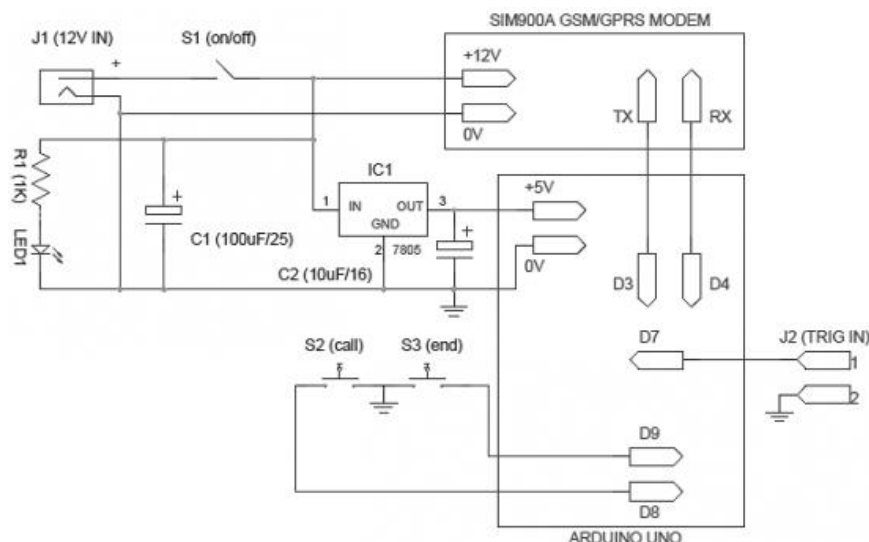 SIM900A GSM/GPRS MODEM
J1 (12V IN)
S1 (on/off)
+
+12V
0V
TX
RX
R1 (1K)
LED1
+
C1 (100uF/25)
IC1
1
IN
OUT
3
GND
2
7805
+
C2 (10uF/16)
+5V
0V
D3
D4
S2 (call)
S3 (end)
D7
J2 (TRIG IN)
1
2
D9
D8
ARDUINO UNO